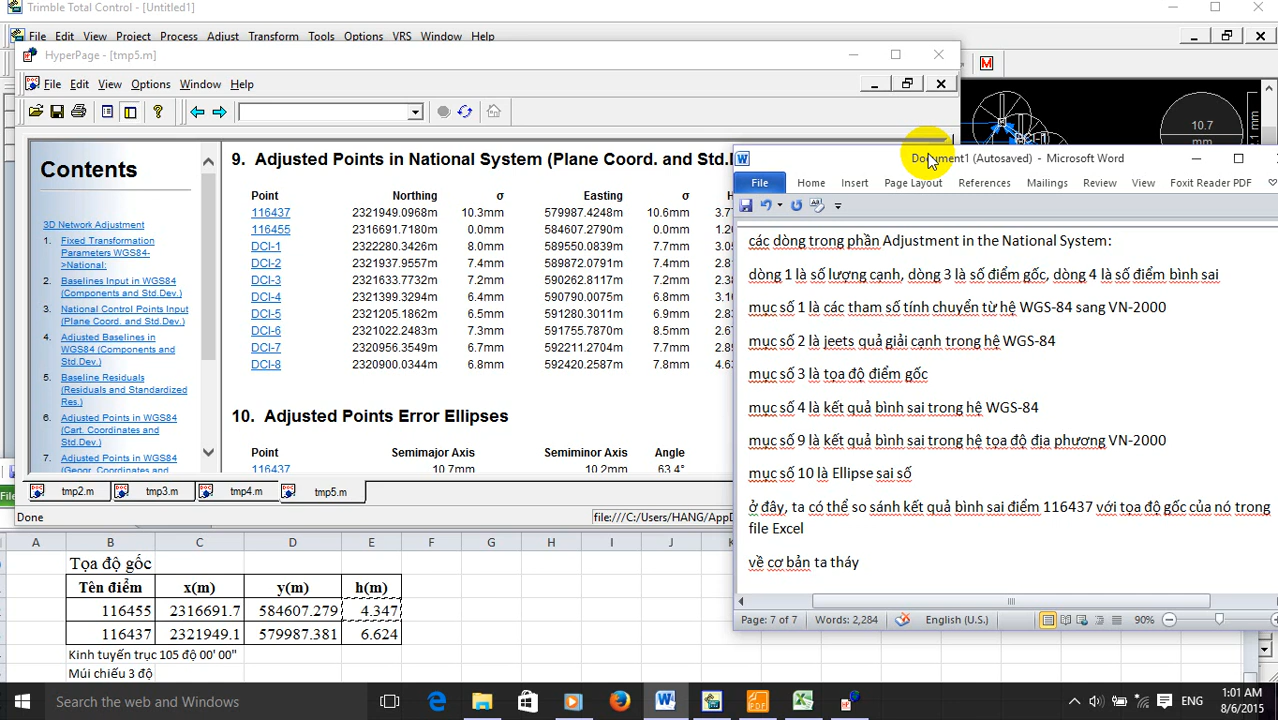 Trimble Total Control - [Untitled1]
File Edit View Project Process Adjust Transform Tools Options VRS Window Help
HyperPage - [tmp5.m]
File Edit View Options Window Help
Contents
3D Network Adjustment
1. Fixed Transformation
Parameters WGS84-
>National:
2. Baselines Input in WGS84
(Components and Std.Dev.)
3. National Control Points Input
(Plane Coord. and Std.Dev.)
4. Adjusted Baselines in
WGS84 (Components and
Std.Dev.)
5. Baseline Residuals
(Residuals and Standardized
Res.)
6. Adjusted Points in WGS84
(Cart. Coordinates and
Std.Dev.)
7. Adjusted Points in WGS84
(Geogr. Coordinates and
9. Adjusted Points in National System (Plane Coord. and Std.
Point Northing σ Easting σ
116437 2321949.0968m 10.3mm 579987.4248m 10.6mm
116455 2316691.7180m 0.0mm 584607.2790m 0.0mm
DCI-1 2322280.3426m 8.0mm 589550.0839m 7.7mm
DCI-2 2321937.9557m 7.4mm 589872.0791m 7.4mm
DCI-3 2321633.7736m 7.2mm 590262.8117m 7.2mm
DCI-4 2321399.3294m 6.4mm 590790.0075m 6.8mm
DCI-5 2321205.1862m 6.5mm 591280.3011m 6.9mm
DCI-6 2321022.2483m 7.3mm 591755.7870m 8.5mm
DCI-7 2320956.3549m 6.7mm 592211.2704m 7.7mm
DCI-8 2320900.0344m 6.8mm 592420.2587m 7.8mm
10. Adjusted Points Error Ellipses
Point Semimajor Axis Semiminor Axis Angle
116437 10.7mm 10.2mm 63.4°
tmp2.m tmp3.m tmp4.m tmp5.m
Done file:///C:/Users/HANG/AppD
10.7
Document1 (Autosaved) - Microsoft Word
File Home Insert Page Layout References Mailings Review View Foxit Reader PDF
các dòng trong phần Adjustment in the National System:
dòng 1 là số lượng cạnh, dòng 3 là số điểm gốc, dòng 4 là số điểm bình sai
mục số 1 là các tham số tính chuyển từ hệ WGS-84 sang VN-2000
mục số 2 là jeets quả giải cạnh trong hệ WGS-84
mục số 3 là tọa độ điểm gốc
mục số 4 là kết quả bình sai trong hệ WGS-84
mục số 9 là kết quả bình sai trong hệ tọa độ địa phương VN-2000
mục số 10 là Ellipse sai số
ở đây, ta có thể so sánh kết quả bình sai điểm 116437 với tọa độ gốc của nó trong
file Excel
về cơ bản ta tháy
Page: 7 of 7 Words: 2,284 English (U.S.) 90%
A B C D E F G H I J K
Tọa độ gốc
Tên điểm x(m) y(m) h(m)
116455 2316691.7 584607.279 4.347
116437 2321949.1 579987.381 6.624
Kinh tuyến trục 105 độ 00' 00"
Múi chiếu 3 độ
Search the web and Windows
ENG
1:01 AM
8/6/2015